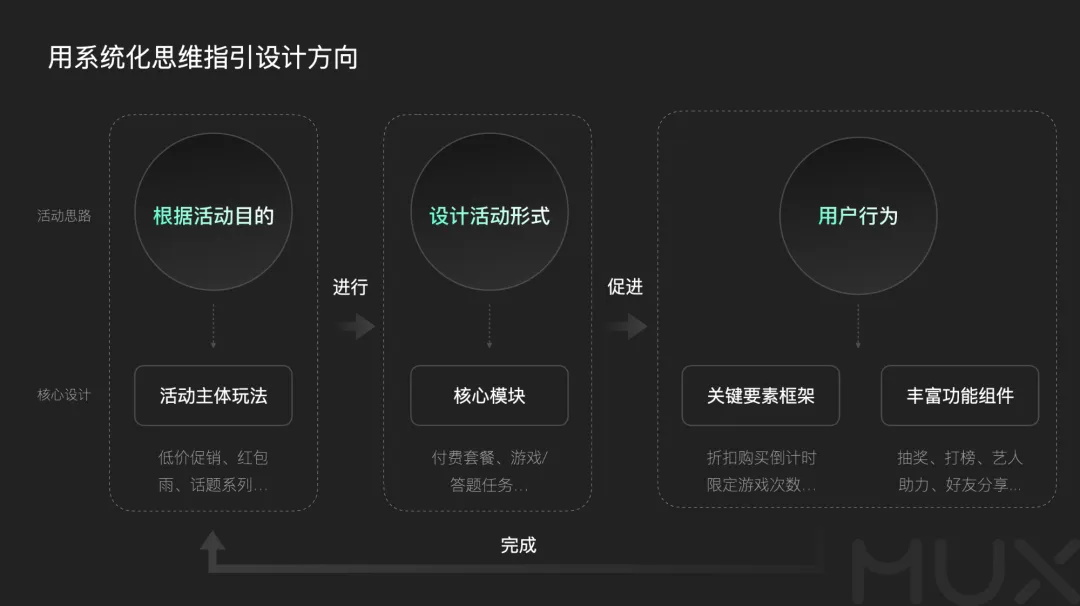 用系统化思维指引设计方向
活动思路
根据活动目的
设计活动形式
用户行为
进行
促进
核心设计
活动主体玩法
核心模块
关键要素框架
丰富功能组件
低价促销、红包
雨、话题系列...
付费套餐、游戏/
答题任务...
折扣购买倒计时
限定游戏次数...
抽奖、打榜、艺人
助力、好友分享...
完成
MUX